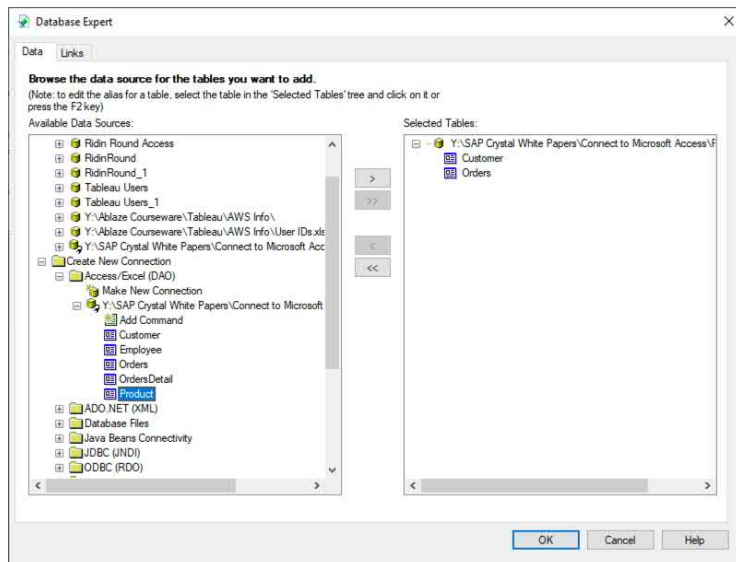 Database Expert
Data
Links
Browse the data source for the tables you want to add.
(Note: to edit the alias for a table, select the table in the 'Selected Tables' tree and click on it or
press the F2 key)
Available Data Sources:
Selected Tables:
Ridin Round Access
RidinRound
RidinRound_1
Tableau Users
Tableau Users_1
Y:\Ablaze Courseware\Tableau\AWS Info\
Y:\Ablaze Courseware\Tableau\AWS Info\User IDs.xls
Y:\SAP Crystal White Papers\Connect to Microsoft Acc
Create New Connection
Access/Excel (DAO)
Make New Connection
Y:\SAP Crystal White Papers\Connect to Microsoft
Add Command
Customer
Employee
Orders
OrdersDetail
Product
ADO.NET (XML)
Database Files
Java Beans Connectivity
JDBC (JNDI)
ODBC (RDO)
>
>>
<
<<
Y:\SAP Crystal White Papers\Connect to Microsoft Access\F
Customer
Orders
OK
Cancel
Help